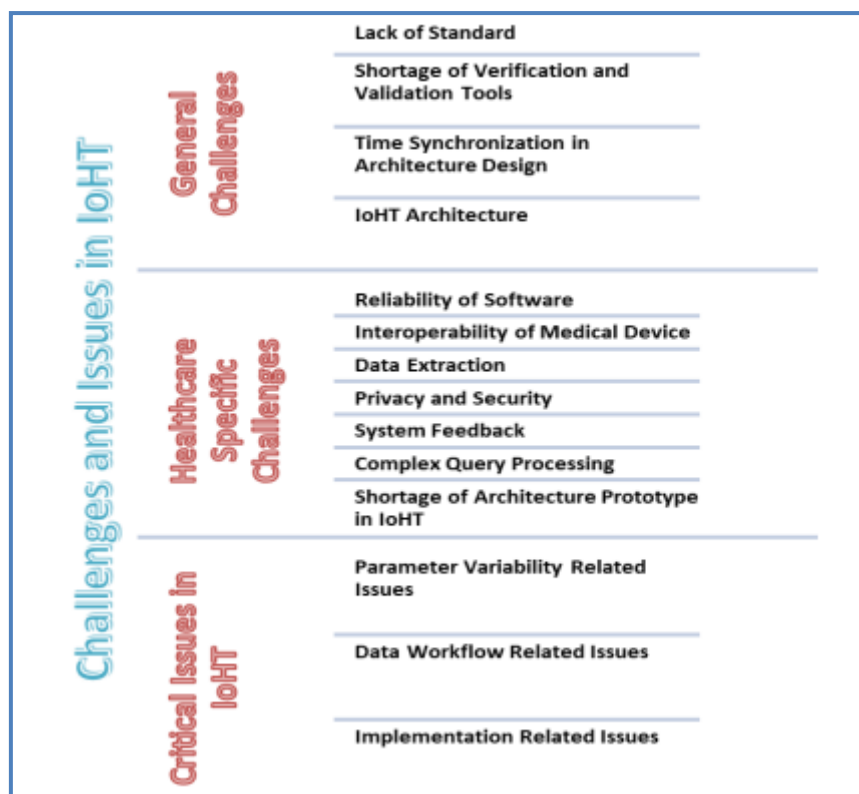 Challenges and Issues in IoHT
General
Challenges
Lack of Standard
Shortage of Verification and
Validation Tools
Time Synchronization in
Architecture Design
IoHT Architecture
Healthcare
Specific
Challenges
Reliability of Software
Interoperability of Medical Device
Data Extraction
Privacy and Security
System Feedback
Complex Query Processing
Shortage of Architecture Prototype
in IoHT
Critical Issues in
IoHT
Parameter Variability Related
Issues
Data Workflow Related Issues
Implementation Related Issues